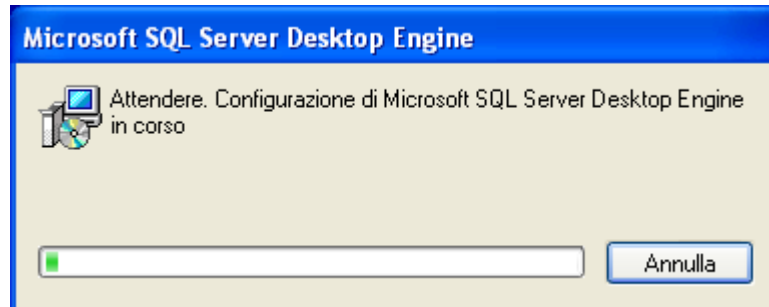 Microsoft SQL Server Desktop Engine
Attendere. Configurazione di Microsoft SQL Server Desktop Engine
in corso
Annulla